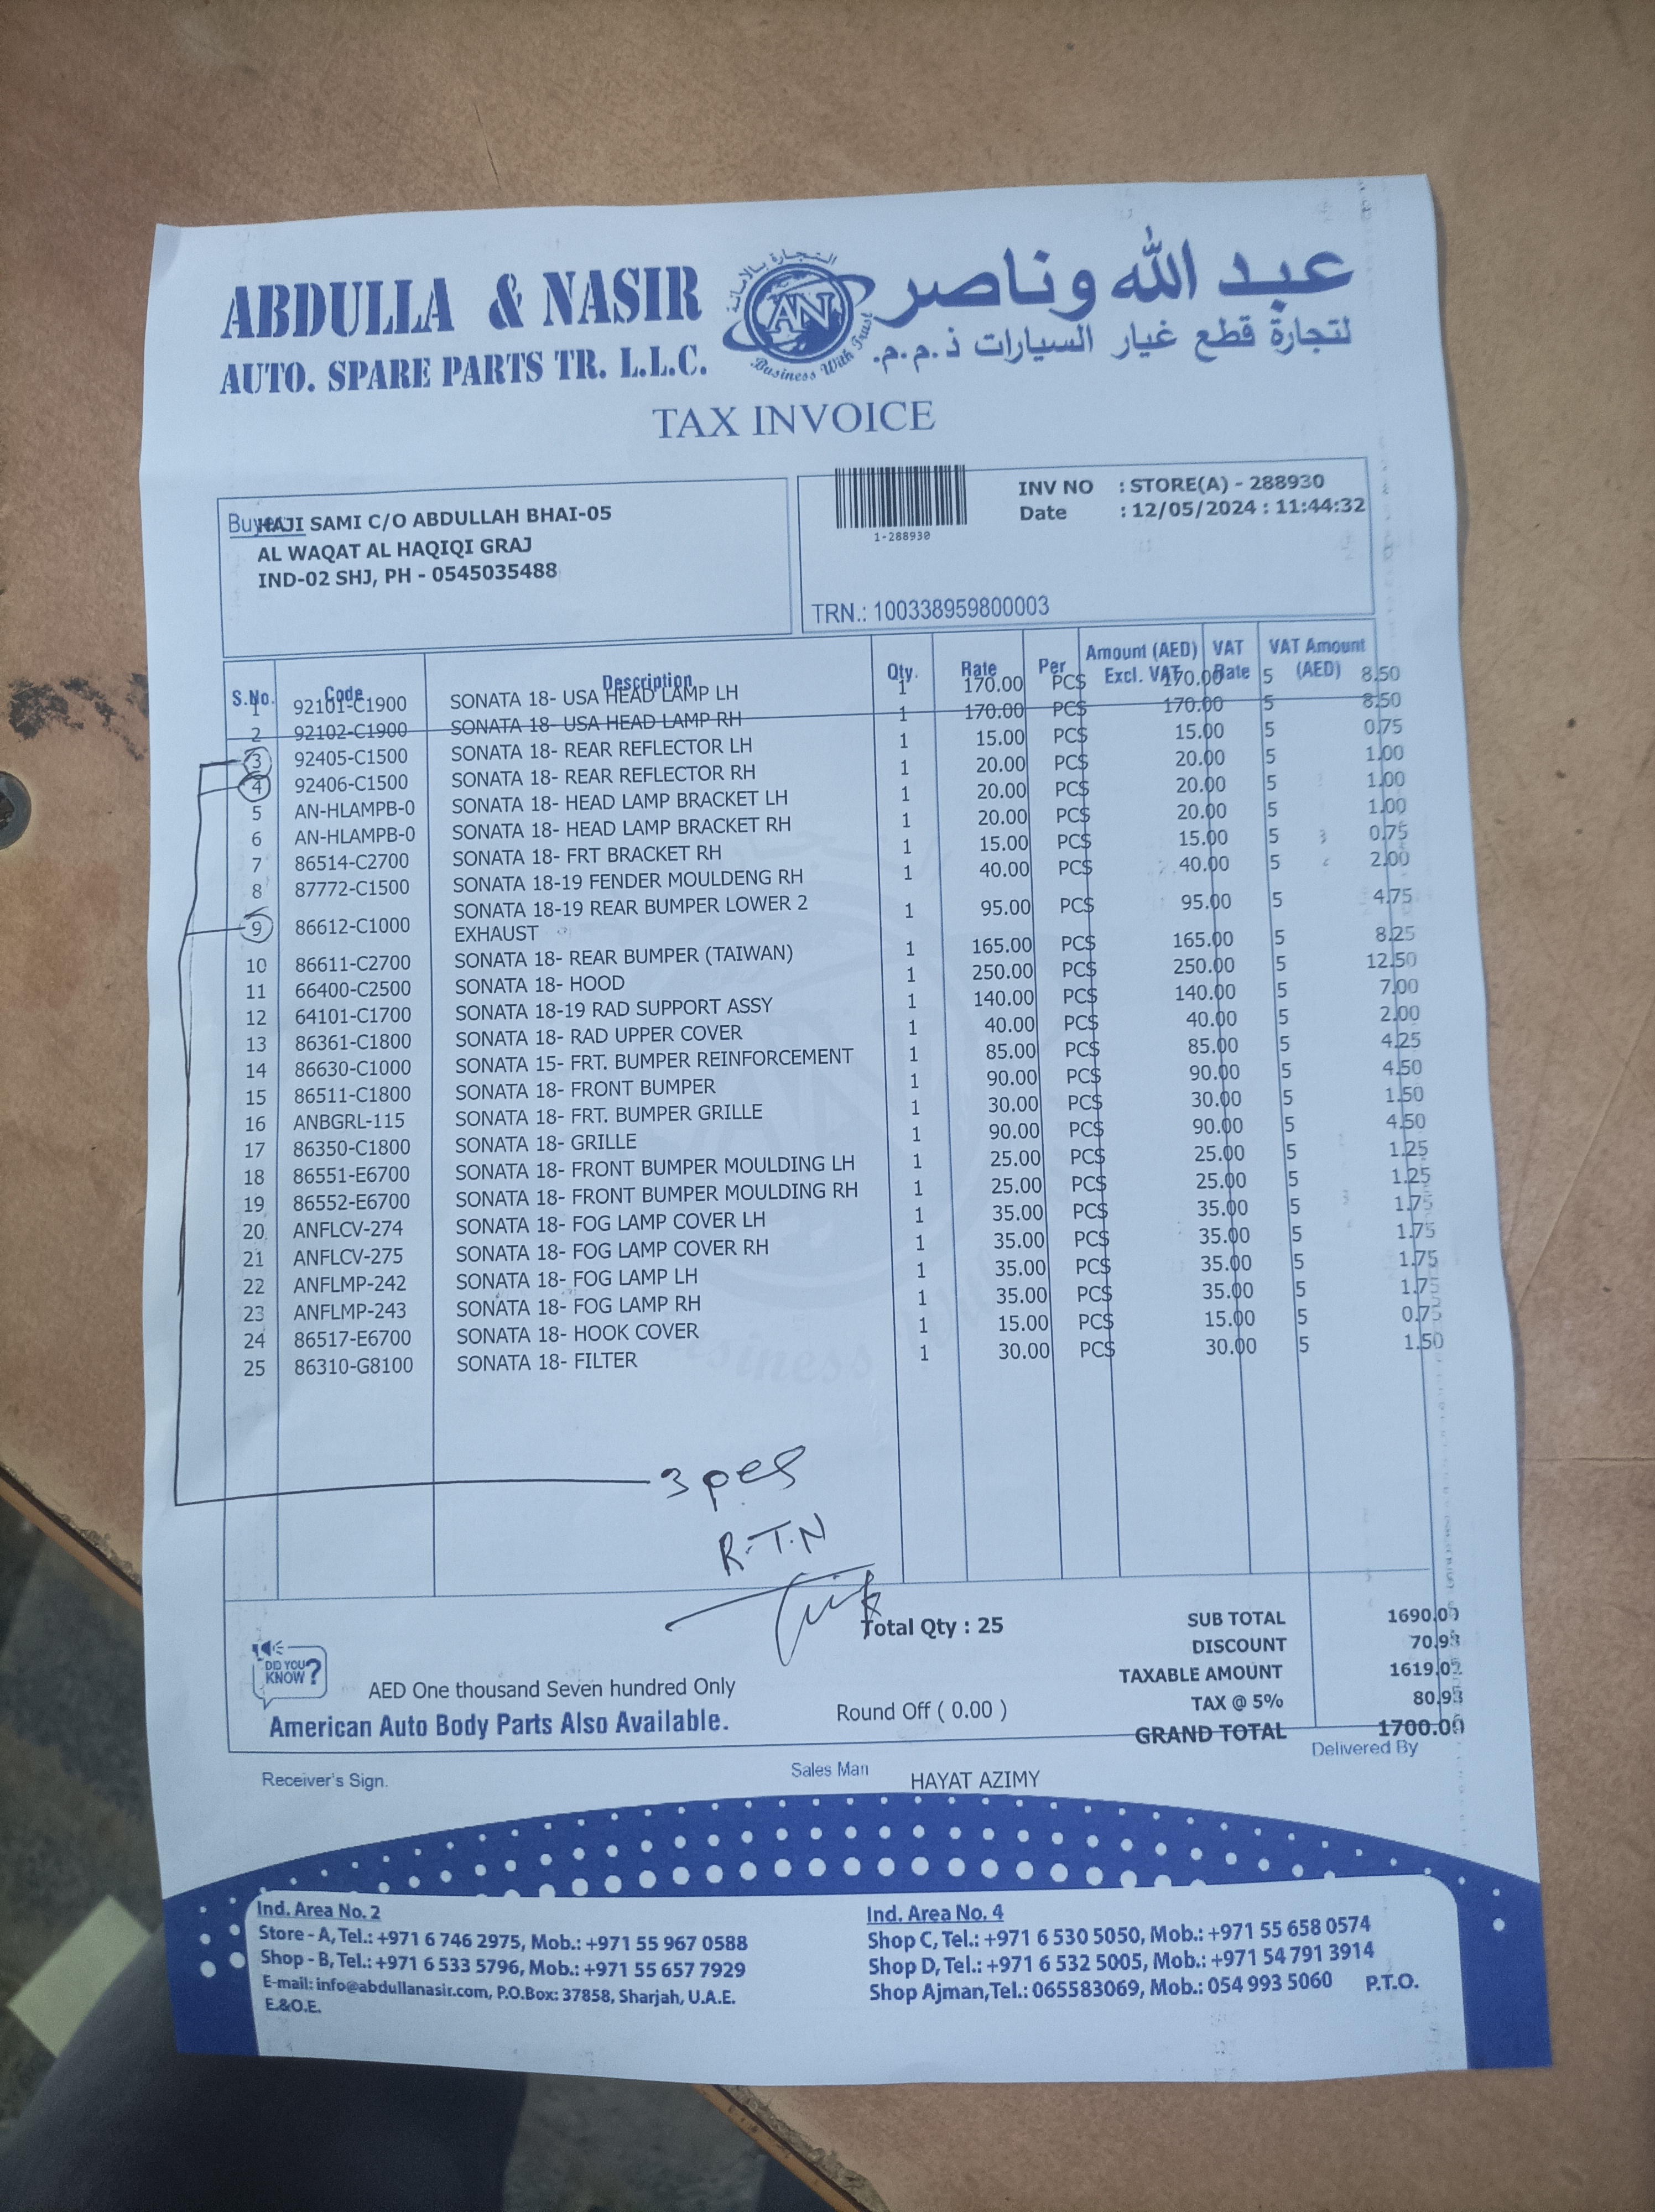 ABDULLA & NASIR
AUTO. SPARE PARTS TR. L.L.C.
التجارة بالأمانة
AN
Business With Trust
عبد الله وناصر
لتجارة قطع غيار السيارات ذ.م.م.
TAX INVOICE
Buyer
HAJI SAMI C/O ABDULLAH BHAI-05
AL WAQAT AL HAQIQI GRAJ
IND-02 SHJ, PH - 0545035488
1-288930
INV NO : STORE(A) - 288930
Date : 12/05/2024 : 11:44:32
TRN.: 100338959800003
S.No. Code Description Qty. Rate Per Amount (AED) Excl. VAT VAT Rate VAT Amount (AED)
1 92101-C1900 SONATA 18- USA HEAD LAMP LH 1 170.00 PCS 170.00 5 8.50
2 92102-C1900 SONATA 18- USA HEAD LAMP RH 1 170.00 PCS 170.00 5 8.50
3 92405-C1500 SONATA 18- REAR REFLECTOR LH 1 15.00 PCS 15.00 5 0.75
4 92406-C1500 SONATA 18- REAR REFLECTOR RH 1 20.00 PCS 20.00 5 1.00
5 AN-HLAMPB-0 SONATA 18- HEAD LAMP BRACKET LH 1 20.00 PCS 20.00 5 1.00
6 AN-HLAMPB-0 SONATA 18- HEAD LAMP BRACKET RH 1 20.00 PCS 20.00 5 1.00
7 86514-C2700 SONATA 18- FRT BRACKET RH 1 15.00 PCS 15.00 5 0.75
8 87772-C1500 SONATA 18-19 FENDER MOULDENG RH 1 40.00 PCS 40.00 5 2.00
9 86612-C1000 SONATA 18-19 REAR BUMPER LOWER 2 EXHAUST 1 95.00 PCS 95.00 5 4.75
10 86611-C2700 SONATA 18- REAR BUMPER (TAIWAN) 1 165.00 PCS 165.00 5 8.25
11 66400-C2500 SONATA 18- HOOD 1 250.00 PCS 250.00 5 12.50
12 64101-C1700 SONATA 18-19 RAD SUPPORT ASSY 1 140.00 PCS 140.00 5 7.00
13 86361-C1800 SONATA 18- RAD UPPER COVER 1 40.00 PCS 40.00 5 2.00
14 86630-C1000 SONATA 15- FRT. BUMPER REINFORCEMENT 1 85.00 PCS 85.00 5 4.25
15 86511-C1800 SONATA 18- FRONT BUMPER 1 90.00 PCS 90.00 5 4.50
16 ANBGRL-115 SONATA 18- FRT. BUMPER GRILLE 1 30.00 PCS 30.00 5 1.50
17 86350-C1800 SONATA 18- GRILLE 1 90.00 PCS 90.00 5 4.50
18 86551-E6700 SONATA 18- FRONT BUMPER MOULDING LH 1 25.00 PCS 25.00 5 1.25
19 86552-E6700 SONATA 18- FRONT BUMPER MOULDING RH 1 25.00 PCS 25.00 5 1.25
20 ANFLCV-274 SONATA 18- FOG LAMP COVER LH 1 35.00 PCS 35.00 5 1.75
21 ANFLCV-275 SONATA 18- FOG LAMP COVER RH 1 35.00 PCS 35.00 5 1.75
22 ANFLMP-242 SONATA 18- FOG LAMP LH 1 35.00 PCS 35.00 5 1.75
23 ANFLMP-243 SONATA 18- FOG LAMP RH 1 35.00 PCS 35.00 5 1.75
24 86517-E6700 SONATA 18- HOOK COVER 1 15.00 PCS 15.00 5 0.75
25 86310-G8100 SONATA 18- FILTER 1 30.00 PCS 30.00 5 1.50
3 pes
R.T.N
Total Qty : 25
SUB TOTAL 1690.00
DISCOUNT 70.93
TAXABLE AMOUNT 1619.07
TAX @ 5% 80.93
GRAND TOTAL 1700.00
DID YOU KNOW?
AED One thousand Seven hundred Only
Round Off ( 0.00 )
American Auto Body Parts Also Available.
Receiver's Sign.
Sales Man HAYAT AZIMY
Delivered By
Ind. Area No. 2
Store - A, Tel.: +971 6 746 2975, Mob.: +971 55 967 0588
Shop - B, Tel.: +971 6 533 5796, Mob.: +971 55 657 7929
E-mail: info@abdullanasir.com, P.O.Box: 37858, Sharjah, U.A.E.
E.&O.E.
Ind. Area No. 4
Shop C, Tel.: +971 6 530 5050, Mob.: +971 55 658 0574
Shop D, Tel.: +971 6 532 5005, Mob.: +971 54 791 3914
Shop Ajman, Tel.: 065583069, Mob.: 054 993 5060
P.T.O.